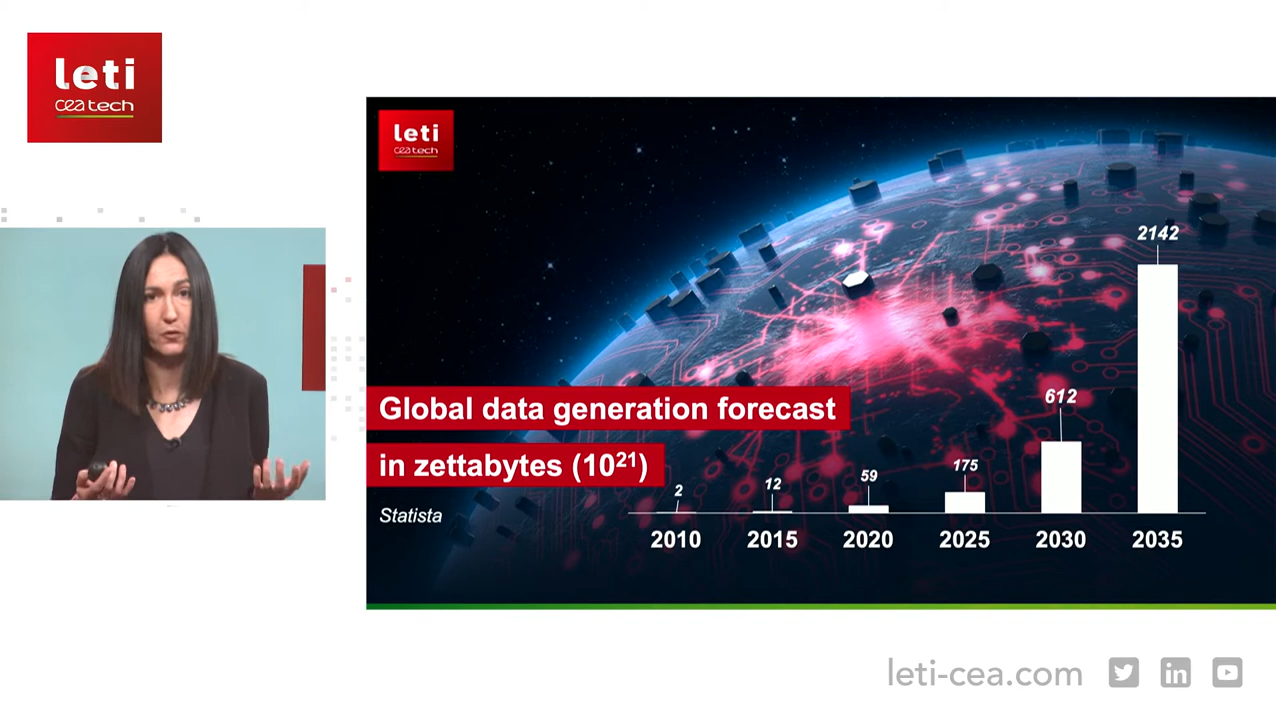 leti
cea tech
leti
cea tech
2142
Global data generation forecast
612
in zettabytes (10²¹)
2
12
59
175
Statista
2010
2015
2020
2025
2030
2035
leti-cea.com
in